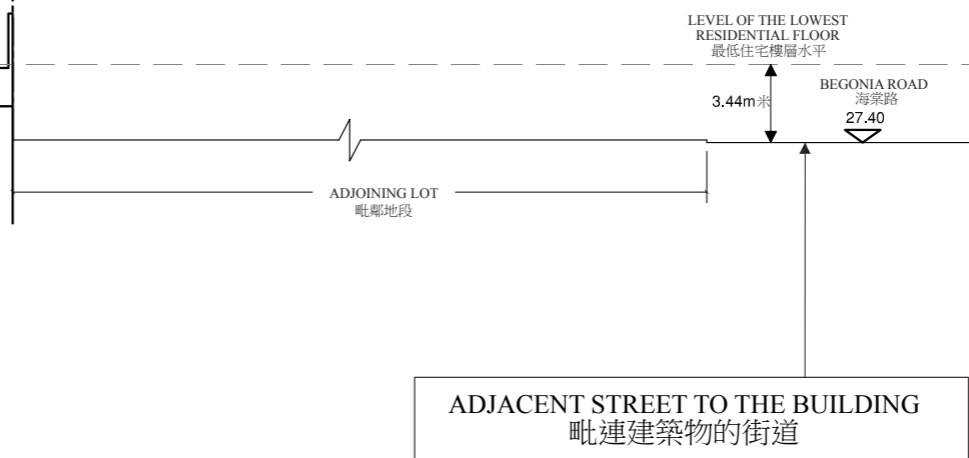 LEVEL OF THE LOWEST
RESIDENTIAL FLOOR
最低住宅樓層水平
3.44m米
BEGONIA ROAD
海棠路
27.40
ADJOINING LOT
毗鄰地段
ADJACENT STREET TO THE BUILDING
毗連建築物的街道